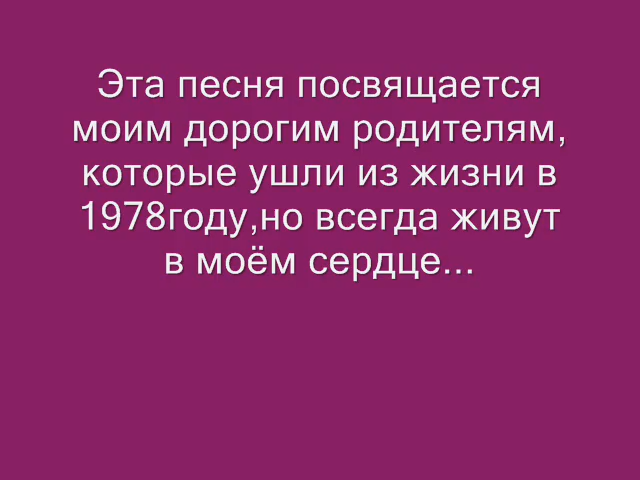 Эта песня посвящается
моим дорогим родителям,
которые ушли из жизни в
1978году,но всегда живут
в моём сердце...